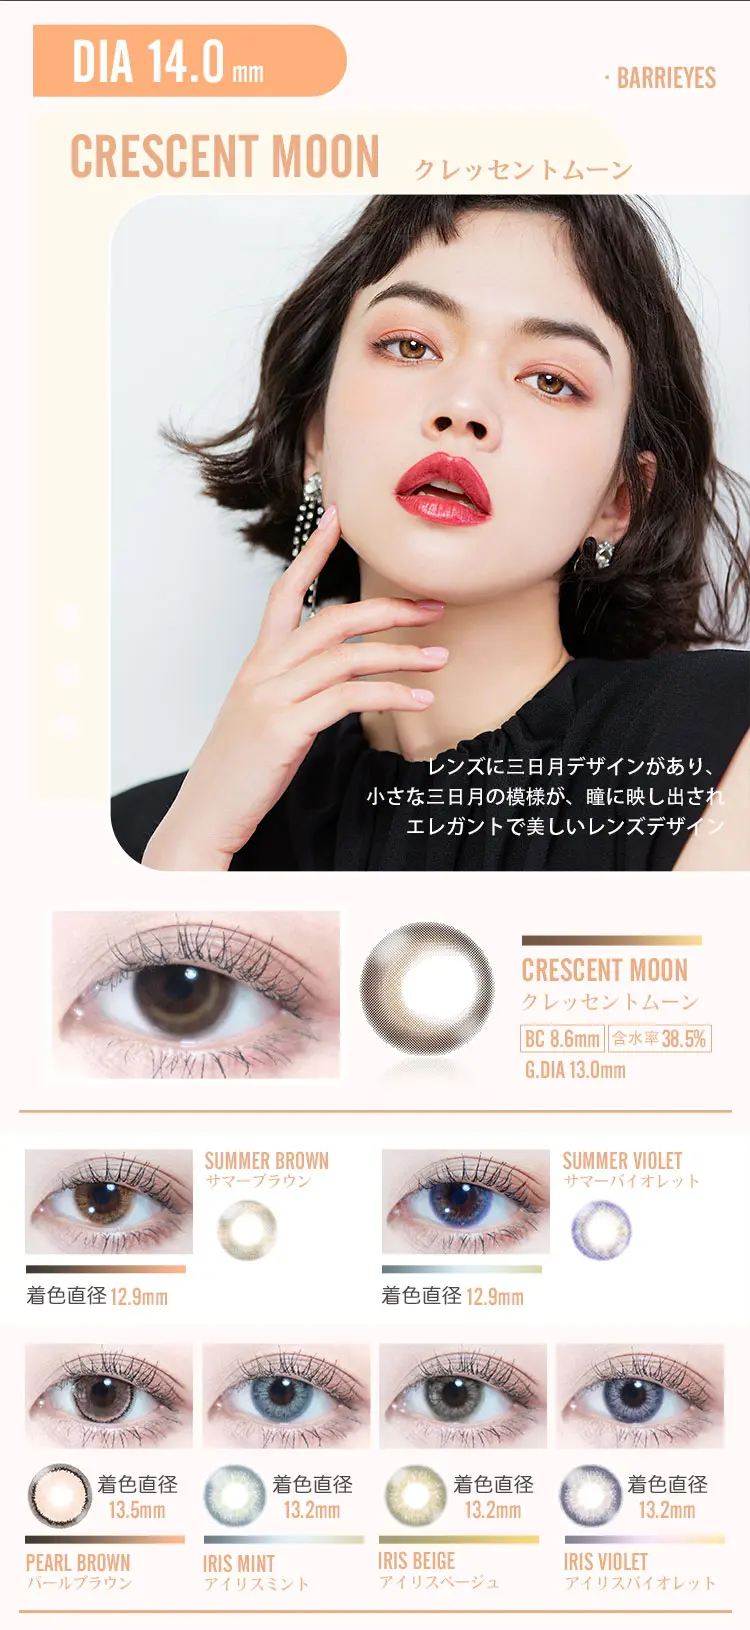 DIA 14.0 mm
· BARRIEYES
CRESCENT MOON クレッセントムーン
レンズに三日月デザインがあり、
小さな三日月の模様が、瞳に映し出され
エレガントで美しいレンズデザイン
CRESCENT MOON
クレッセントムーン
BC 8.6mm 含水率38.5%
G.DIA 13.0mm
SUMMER BROWN
サマーブラウン
着色直径 12.9mm
SUMMER VIOLET
サマーバイオレット
着色直径 12.9mm
着色直径
13.5mm
PEARL BROWN
パールブラウン
着色直径
13.2mm
IRIS MINT
アイリスミント
着色直径
13.2mm
IRIS BEIGE
アイリスベージュ
着色直径
13.2mm
IRIS VIOLET
アイリスバイオレット